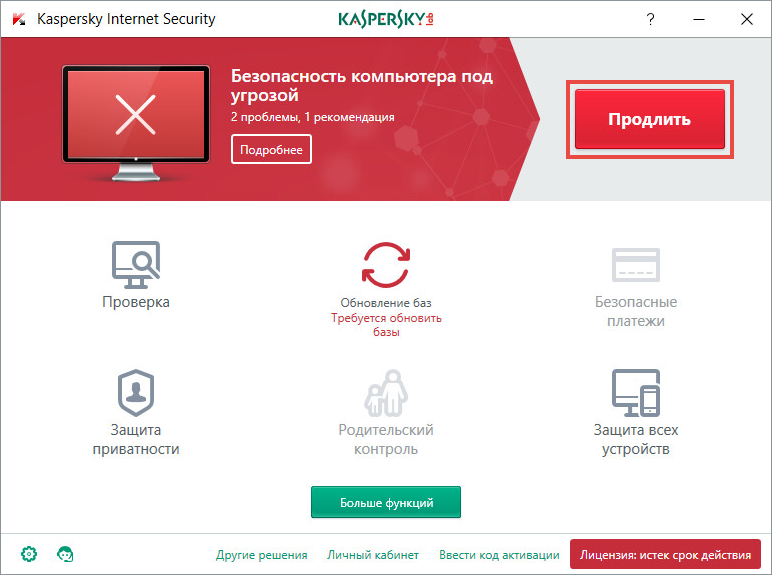 Kaspersky Internet Security
KASPERSKY lab
?
Безопасность компьютера под
угрозой
2 проблемы, 1 рекомендация
Подробнее
Продлить
Проверка
Обновление баз
Требуется обновить
базы
Безопасные
платежи
Защита
приватности
Родительский
контроль
Защита всех
устройств
Больше функций
Другие решения
Личный кабинет
Ввести код активации
Лицензия: истек срок действия